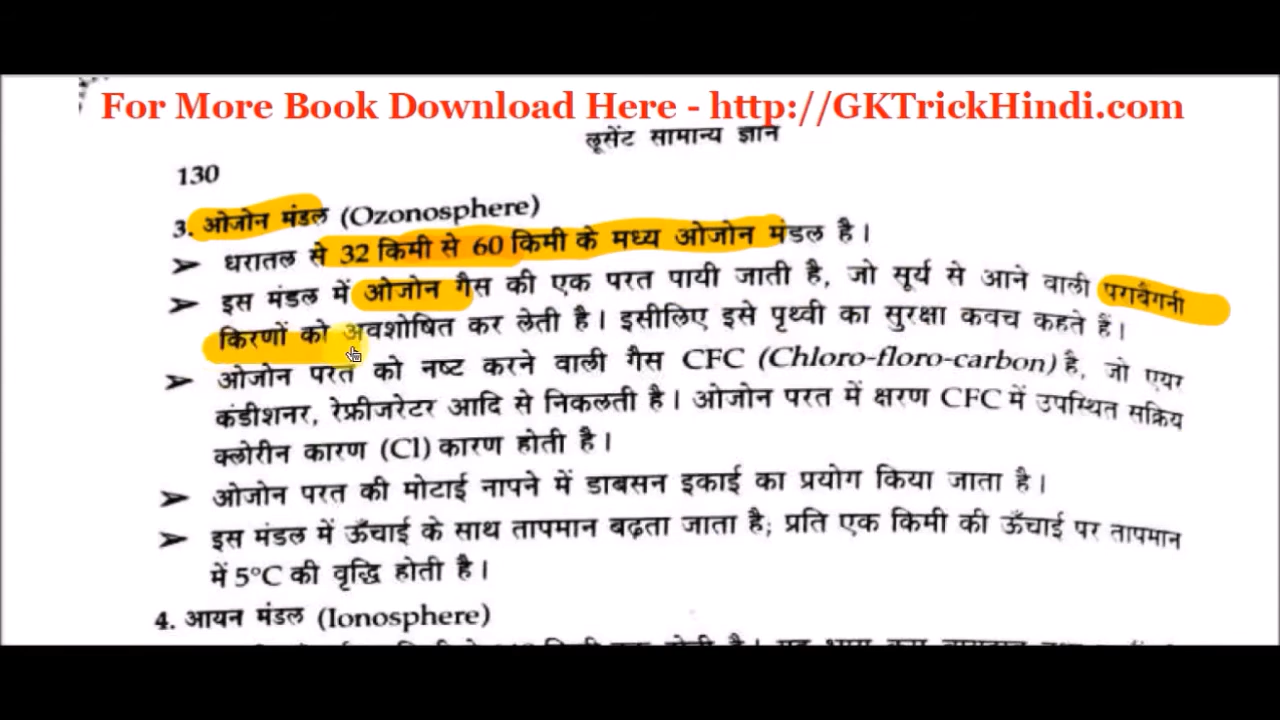 For More Book Download Here - http://GKTrickHindi.com
लूसेंट सामान्य ज्ञान
130
3. ओजोन मंडल (Ozonosphere)
➤ धरातल से 32 किमी से 60 किमी के मध्य ओजोन मंडल है।
➤ इस मंडल में ओजोन गैस की एक परत पायी जाती है, जो सूर्य से आने वाली पराबैंगनी
किरणों को अवशोषित कर लेती है। इसीलिए इसे पृथ्वी का सुरक्षा कवच कहते हैं।
➤ ओजोन परत को नष्ट करने वाली गैस CFC (Chloro-floro-carbon) है, जो एयर
कंडीशनर, रेफ्रीजरेटर आदि से निकलती है। ओजोन परत में क्षरण CFC में उपस्थित सक्रिय
क्लोरीन कारण (Cl) कारण होती है।
➤ ओजोन परत की मोटाई नापने में डाबसन इकाई का प्रयोग किया जाता है।
➤ इस मंडल में ऊँचाई के साथ तापमान बढ़ता जाता है; प्रति एक किमी की ऊँचाई पर तापमान
में 5°C की वृद्धि होती है।
4. आयन मंडल (Ionosphere)